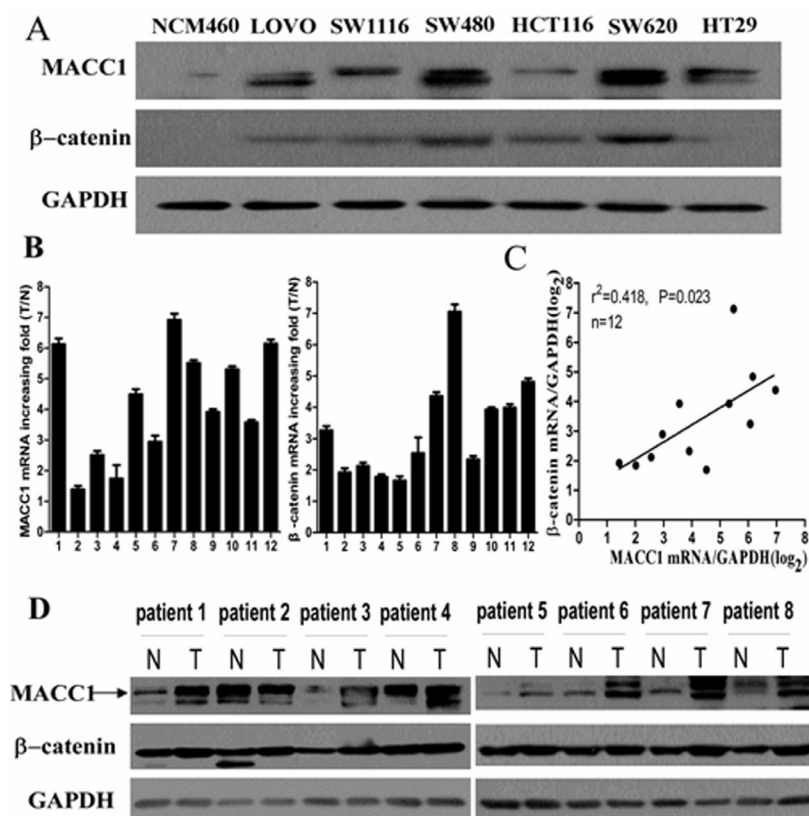 A
NCM460 LOVO SW1116 SW480 HCT116 SW620 HT29
MACC1
β–catenin
GAPDH
B
MACC1 mRNA increasing fold (T/N)
8
7
6
5
4
3
2
1
0
1 2 3 4 5 6 7 8 9 10 11 12
β-catenin mRNA increasing fold (T/N)
8
7
6
5
4
3
2
1
0
1 2 3 4 5 6 7 8 9 10 11 12
C
β-catenin mRNA/GAPDH(log2)
r²=0.418, P=0.023
n=12
8
7
6
5
4
3
2
1
0
0 1 2 3 4 5 6 7 8
MACC1 mRNA/GAPDH(log2)
D
patient 1 patient 2 patient 3 patient 4 patient 5 patient 6 patient 7 patient 8
N T N T N T N T N T N T N T N T
MACC1
β–catenin
GAPDH